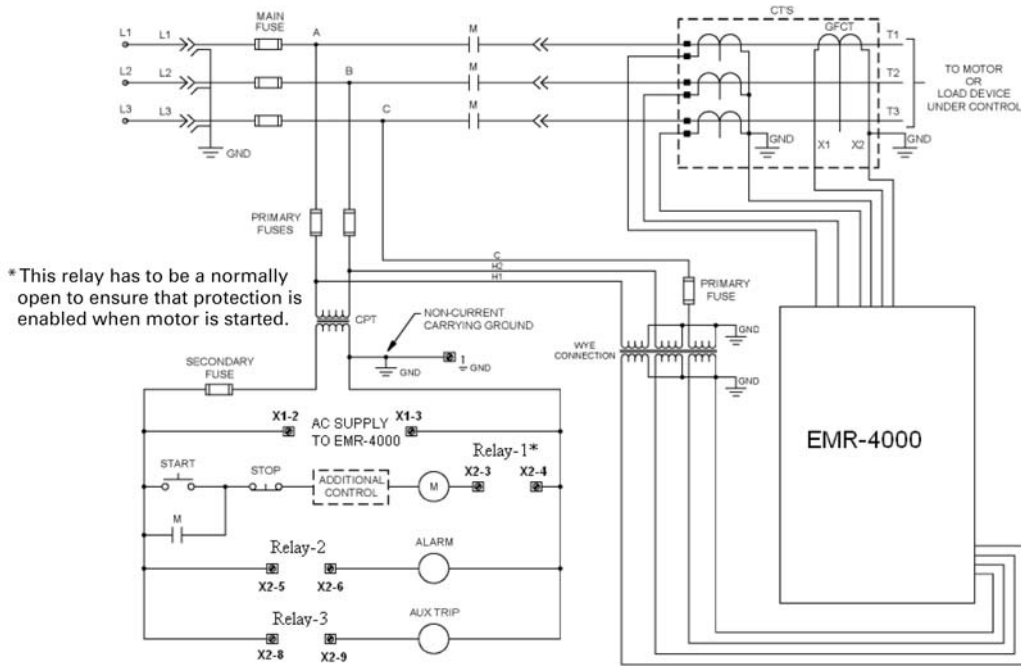 CT'S
MAIN
FUSE
GFCT
L1
L1
A
M
T1
L2
L2
B
M
T2
L3
L3
C
M
T3
TO MOTOR
OR
LOAD DEVICE
UNDER CONTROL
GND
GND
X1
X2
GND
PRIMARY
FUSES
C
H2
H1
PRIMARY
FUSE
* This relay has to be a normally
open to ensure that protection is
enabled when motor is started.
CPT
NON-CURRENT
CARRYING GROUND
1
GND
GND
WYE
CONNECTION
GND
GND
SECONDARY
FUSE
X1-2
AC SUPPLY
TO EMR-4000
X1-3
EMR-4000
Relay-1*
START
STOP
ADDITIONAL
CONTROL
M
X2-3
X2-4
M
Relay-2
ALARM
X2-5
X2-6
Relay-3
AUX TRIP
X2-8
X2-9